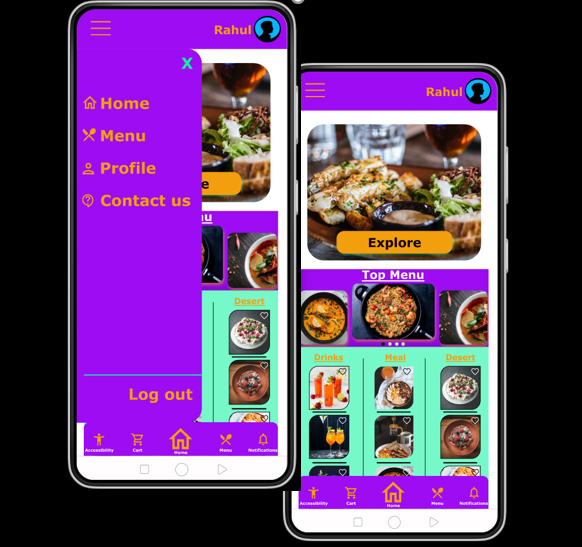 Rahul
X
Home
Menu
Profile
Contact us
e
nu
Desert
Log out
Accessibility
Cart
Home
Menu
Notifications
Rahul
Explore
Top Menu
Drinks
Meal
Desert
Accessibility
Cart
Home
Menu
Notifications